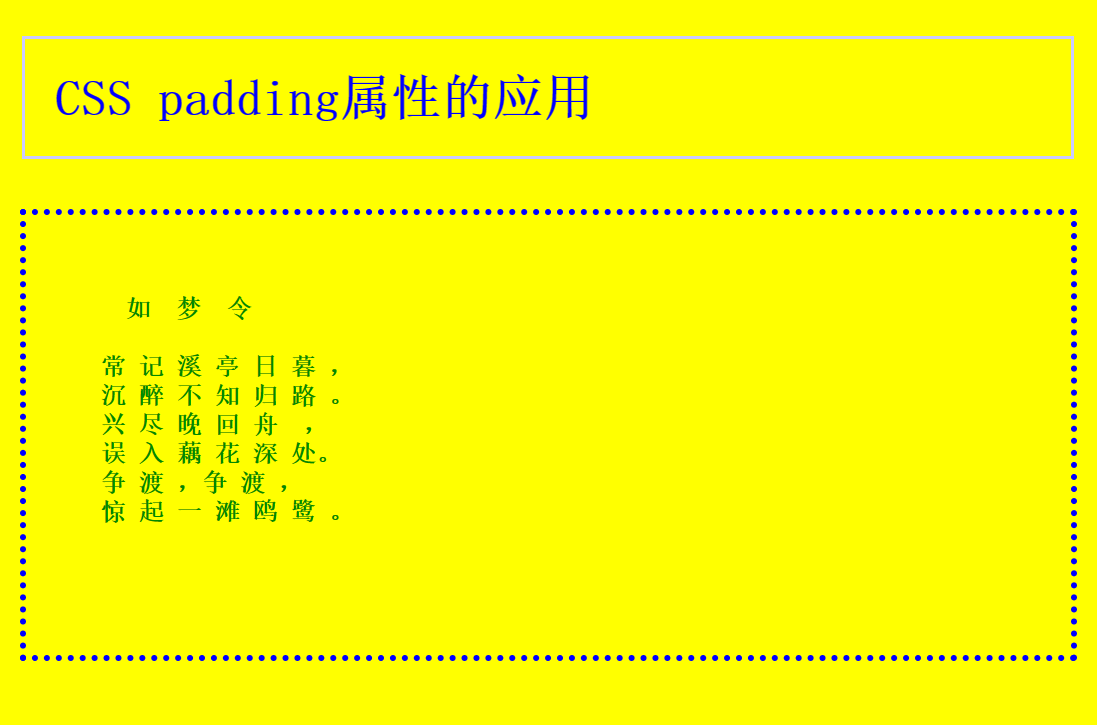 CSS padding属性的应用
如 梦 令
常 记 溪 亭 日 暮 ，
沉 醉 不 知 归 路 。
兴 尽 晚 回 舟 ，
误 入 藕 花 深 处。
争 渡 ，争 渡 ，
惊 起 一 滩 鸥 鹭 。